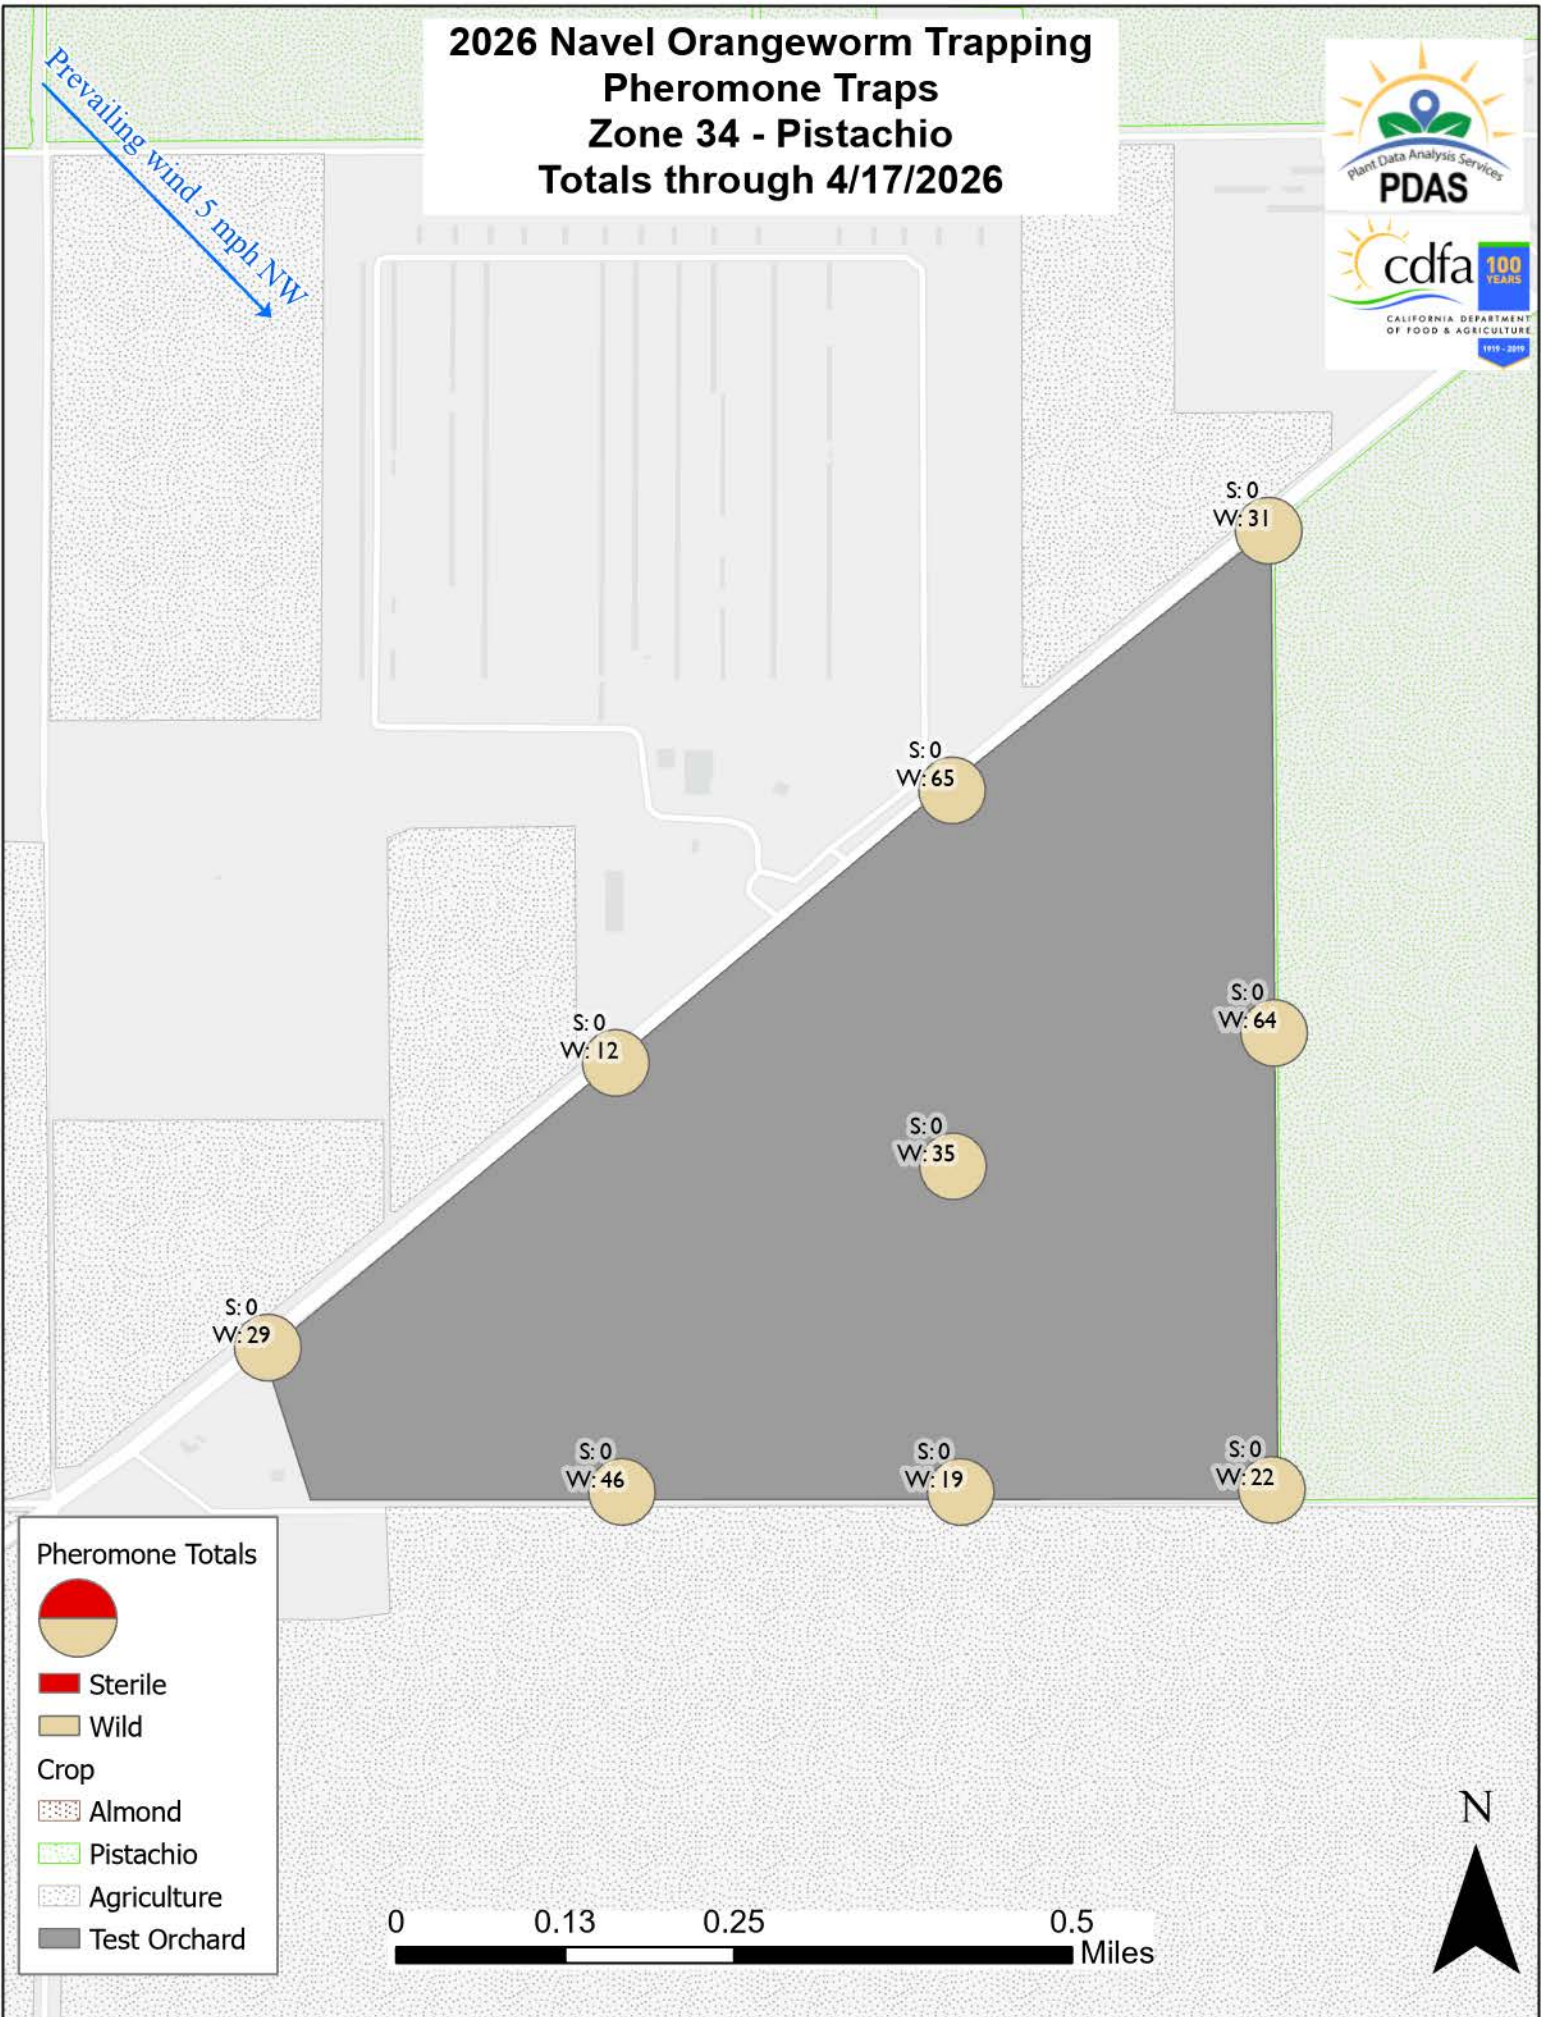 2026 Navel Orangeworm Trapping
Pheromone Traps
Zone 34 - Pistachio
Totals through 4/17/2026
Prevailing wind 5 mph NW
Plant Data Analysis Services
PDAS
cdfa
100
YEARS
CALIFORNIA DEPARTMENT
OF FOOD & AGRICULTURE
1919 - 2019
S: 0
W: 31
S: 0
W: 65
S: 0
W: 64
S: 0
W: 12
S: 0
W: 35
S: 0
W: 29
S: 0
W: 46
S: 0
W: 19
S: 0
W: 22
Pheromone Totals
Sterile
Wild
Crop
Almond
Pistachio
Agriculture
Test Orchard
0 0.13 0.25 0.5
Miles
N